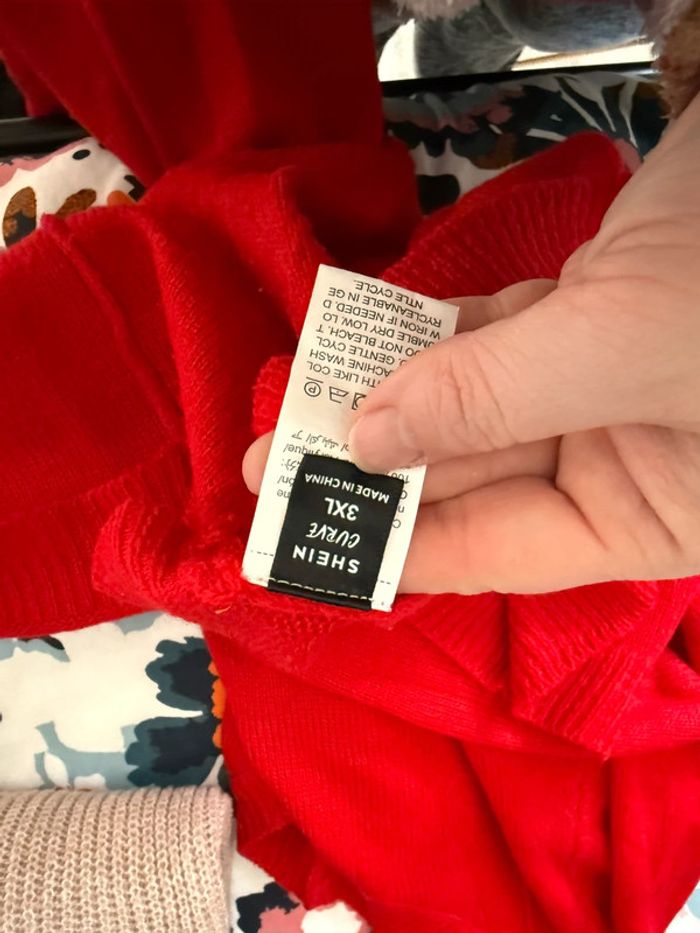 SHEIN
CURVE
3XL
MADE IN CHINA
TH LIKE COL
ACHINE WASH
D. GENTLE CYCL
DO NOT BLEACH. T
UMBLE DRY LOW. LO
W IRON IF NEEDED. D
RYCLEANABLE IN GE
NTLE CYCLE.